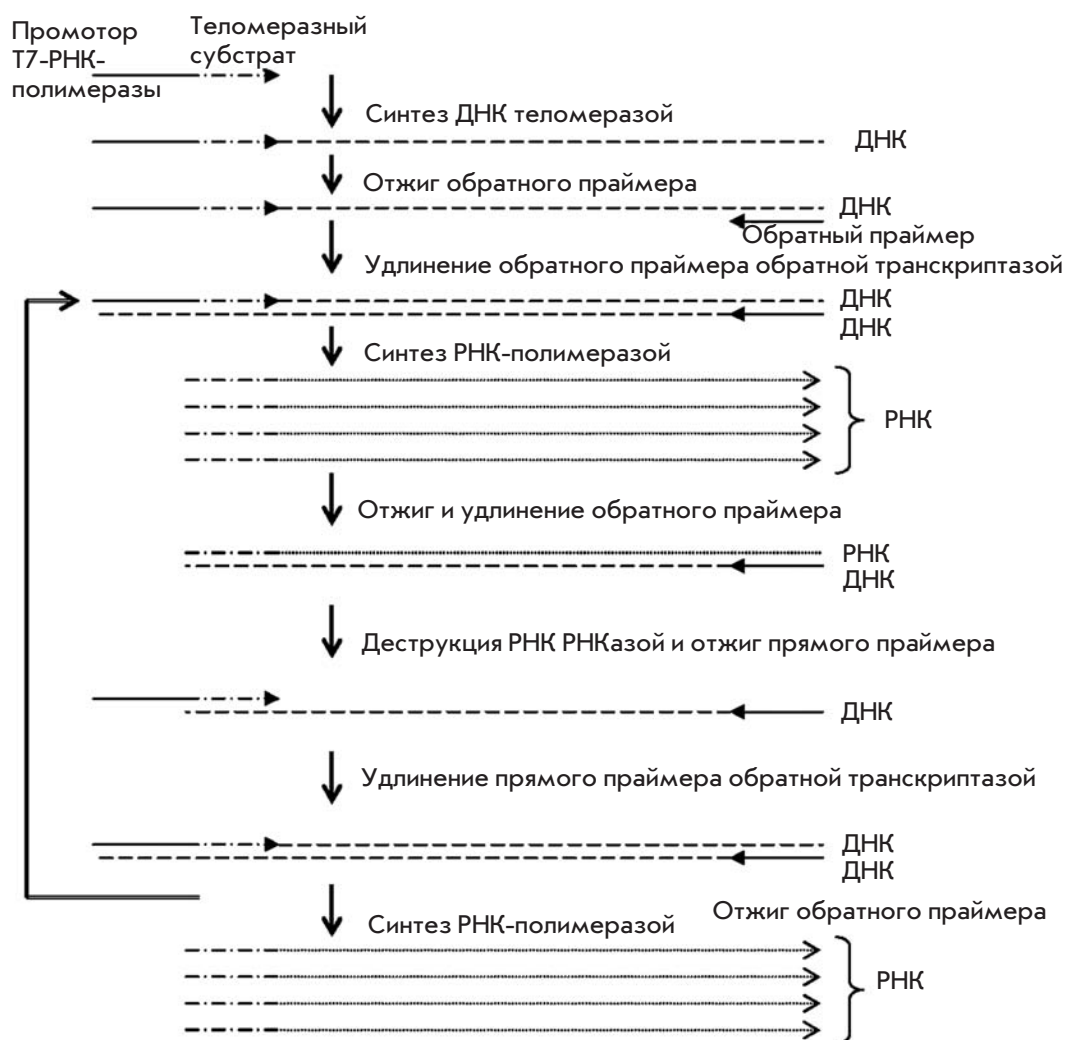 Промотор
Т7-РНК-
полимеразы
Теломеразный
субстрат
Синтез ДНК теломеразой
ДНК
Отжиг обратного праймера
ДНК
Обратный праймер
Удлинение обратного праймера обратной транскриптазой
ДНК
ДНК
Синтез РНК-полимеразой
РНК
Отжиг и удлинение обратного праймера
РНК
ДНК
Деструкция РНК РНКазой и отжиг прямого праймера
ДНК
Удлинение прямого праймера обратной транскриптазой
ДНК
ДНК
Синтез РНК-полимеразой
Отжиг обратного праймера
РНК